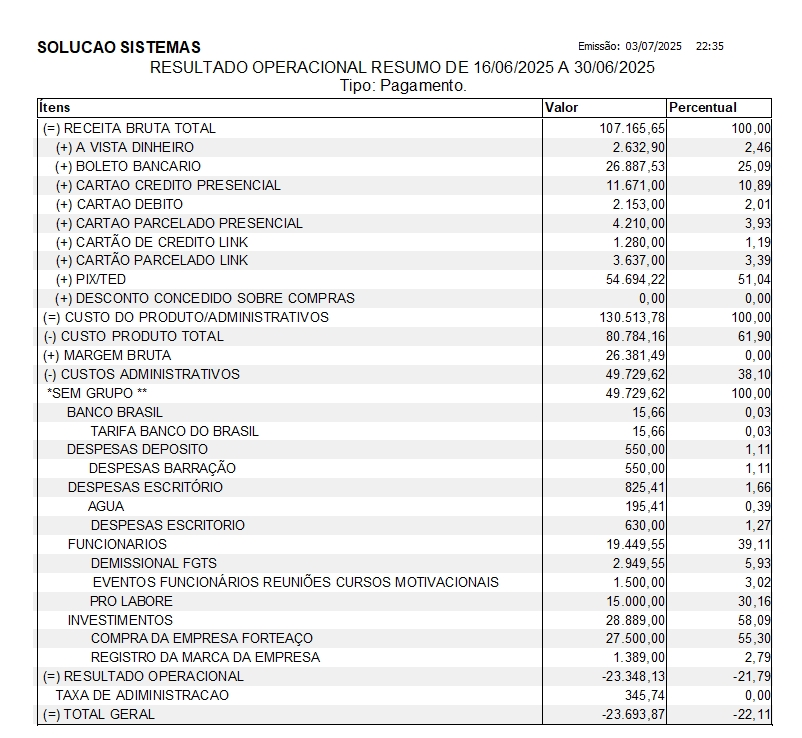 SOLUCAO SISTEMAS Emissão: 03/07/2025 22:35
RESULTADO OPERACIONAL RESUMO DE 16/06/2025 A 30/06/2025
Tipo: Pagamento.
Ítens Valor Percentual
(=) RECEITA BRUTA TOTAL 107.165,65 100,00
(+) A VISTA DINHEIRO 2.632,90 2,46
(+) BOLETO BANCARIO 26.887,53 25,09
(+) CARTAO CREDITO PRESENCIAL 11.671,00 10,89
(+) CARTAO DEBITO 2.153,00 2,01
(+) CARTAO PARCELADO PRESENCIAL 4.210,00 3,93
(+) CARTÃO DE CREDITO LINK 1.280,00 1,19
(+) CARTÃO PARCELADO LINK 3.637,00 3,39
(+) PIX/TED 54.694,22 51,04
(+) DESCONTO CONCEDIDO SOBRE COMPRAS 0,00 0,00
(=) CUSTO DO PRODUTO/ADMINISTRATIVOS 130.513,78 100,00
(-) CUSTO PRODUTO TOTAL 80.784,16 61,90
(+) MARGEM BRUTA 26.381,49 0,00
(-) CUSTOS ADMINISTRATIVOS 49.729,62 38,10
*SEM GRUPO ** 49.729,62 100,00
BANCO BRASIL 15,66 0,03
TARIFA BANCO DO BRASIL 15,66 0,03
DESPESAS DEPOSITO 550,00 1,11
DESPESAS BARRAÇÃO 550,00 1,11
DESPESAS ESCRITÓRIO 825,41 1,66
AGUA 195,41 0,39
DESPESAS ESCRITORIO 630,00 1,27
FUNCIONARIOS 19.449,55 39,11
DEMISSIONAL FGTS 2.949,55 5,93
EVENTOS FUNCIONÁRIOS REUNIÕES CURSOS MOTIVACIONAIS 1.500,00 3,02
PRO LABORE 15.000,00 30,16
INVESTIMENTOS 28.889,00 58,09
COMPRA DA EMPRESA FORTEAÇO 27.500,00 55,30
REGISTRO DA MARCA DA EMPRESA 1.389,00 2,79
(=) RESULTADO OPERACIONAL -23.348,13 -21,79
TAXA DE ADIMINISTRACAO 345,74 0,00
(=) TOTAL GERAL -23.693,87 -22,11